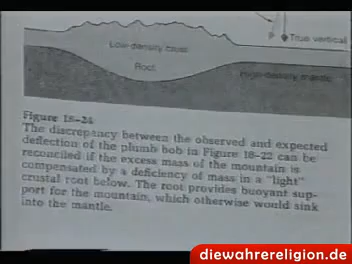 Low-density crust
True vertical
Root
High-density mantle
Figure 18-24
The discrepancy between the observed and expected
deflection of the plumb bob in Figure 18-22 can be
reconciled if the excess mass of the mountain is
compensated by a deficiency of mass in a "light"
crustal root below. The root provides buoyant sup-
port for the mountain, which otherwise would sink
into the mantle.
diewahrereligion.de